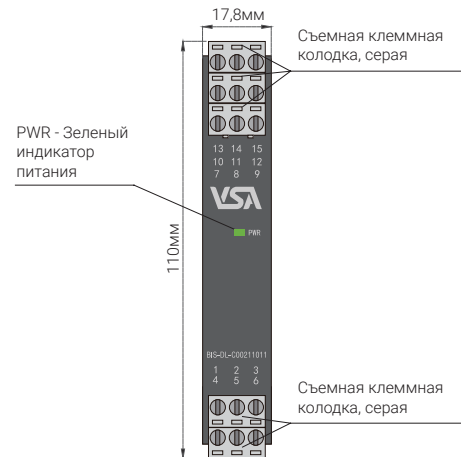 17,8мм
Съемная клеммная
колодка, серая
PWR - Зеленый
индикатор
питания
110мм
13 14 15
10 11 12
7 8 9
VSA
PWR
BIS-DL-C00211011
1 2 3
4 5 6
Съемная клеммная
колодка, серая